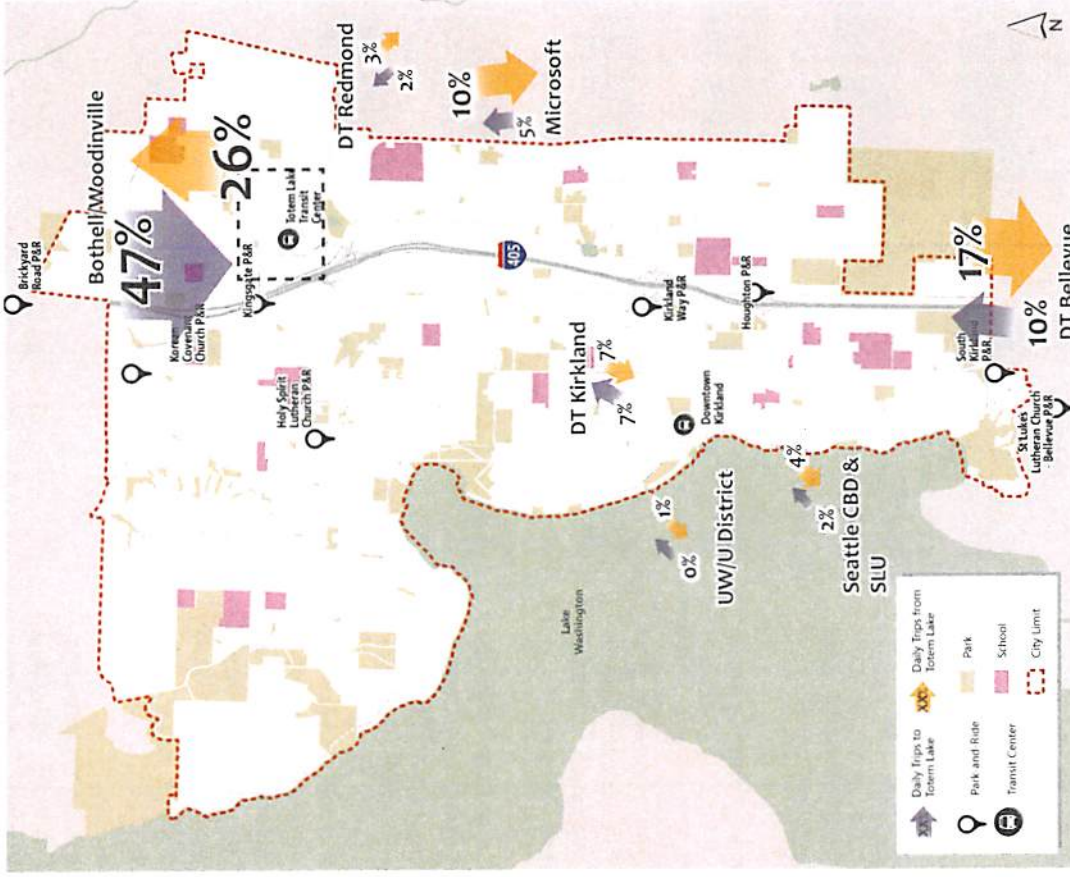 Brickyard
Road P&R
Bothell/Woodinville
47%
26%
Korean
Covenant
Church P&R
Kingsgate P&R
Totem Lake
Transit
Center
Holy Spirit
Lutheran
Church P&R
DT Redmond
2%
3%
10%
5%
Microsoft
405
DT Kirkland
7%
7%
Kirkland
Way P&R
Houghton P&R
Downtown
Kirkland
UW/U District
0%
1%
Seattle CBD &
SLU
2%
4%
Lake
Washington
South
Kirkland
P&R
17%
10%
DT Bellevue
St Lukes
Lutheran Church
- Bellevue P&R
XX%
Daily Trips to
Totem Lake
XX%
Daily Trips from
Totem Lake
Park and Ride
Park
Transit Center
School
City Limit
N